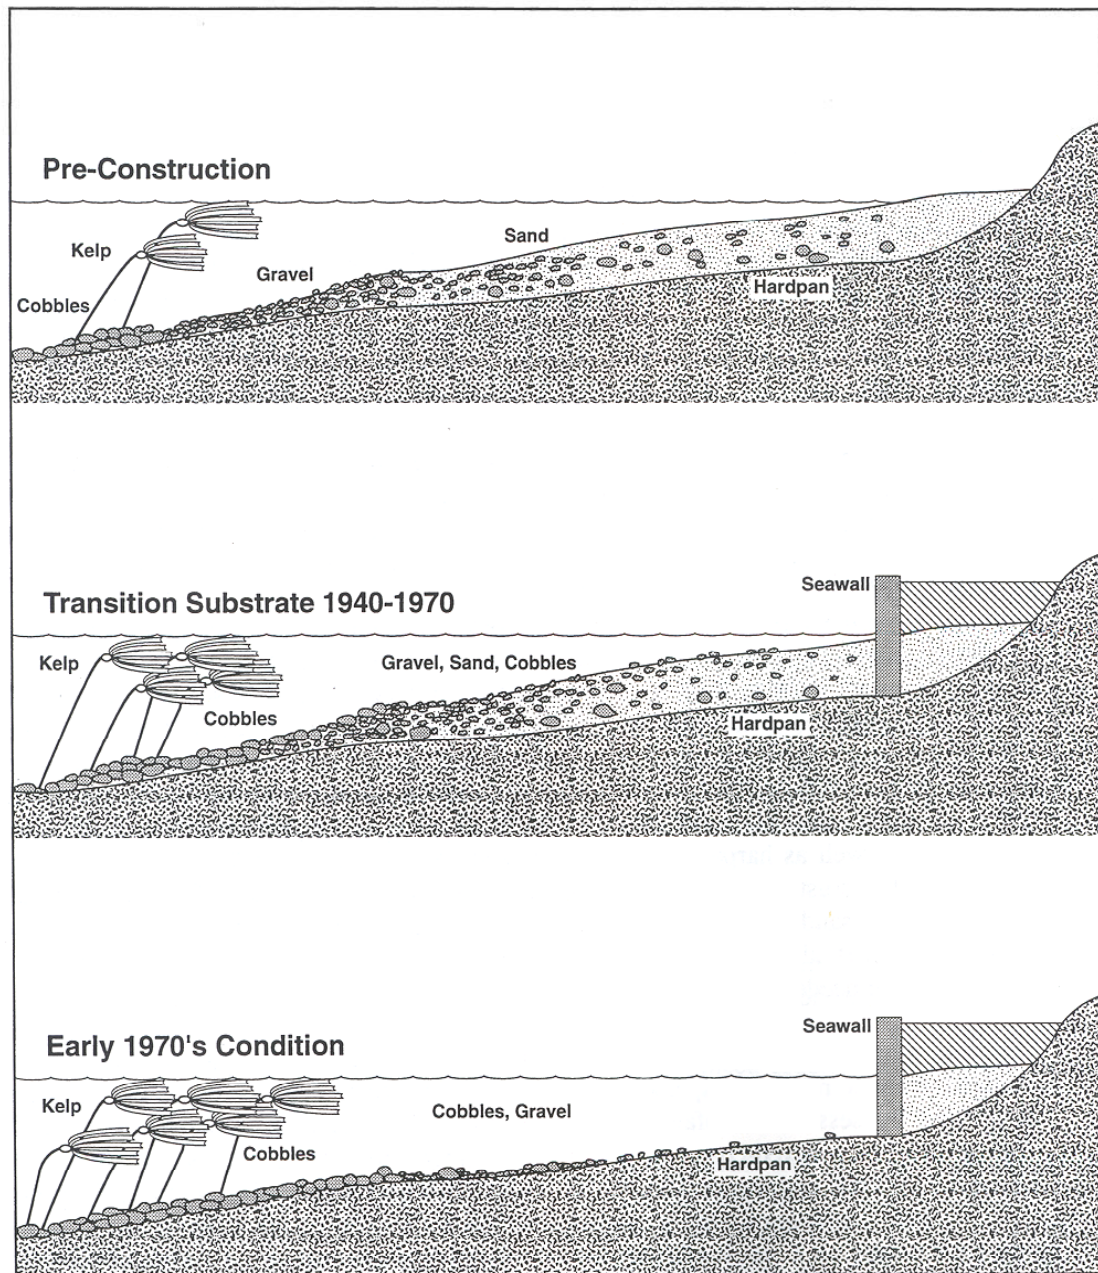 Pre-Construction
Kelp
Sand
Gravel
Cobbles
Hardpan
Seawall
Transition Substrate 1940-1970
Kelp
Gravel, Sand, Cobbles
Cobbles
Hardpan
Seawall
Early 1970's Condition
Kelp
Cobbles, Gravel
Cobbles
Hardpan